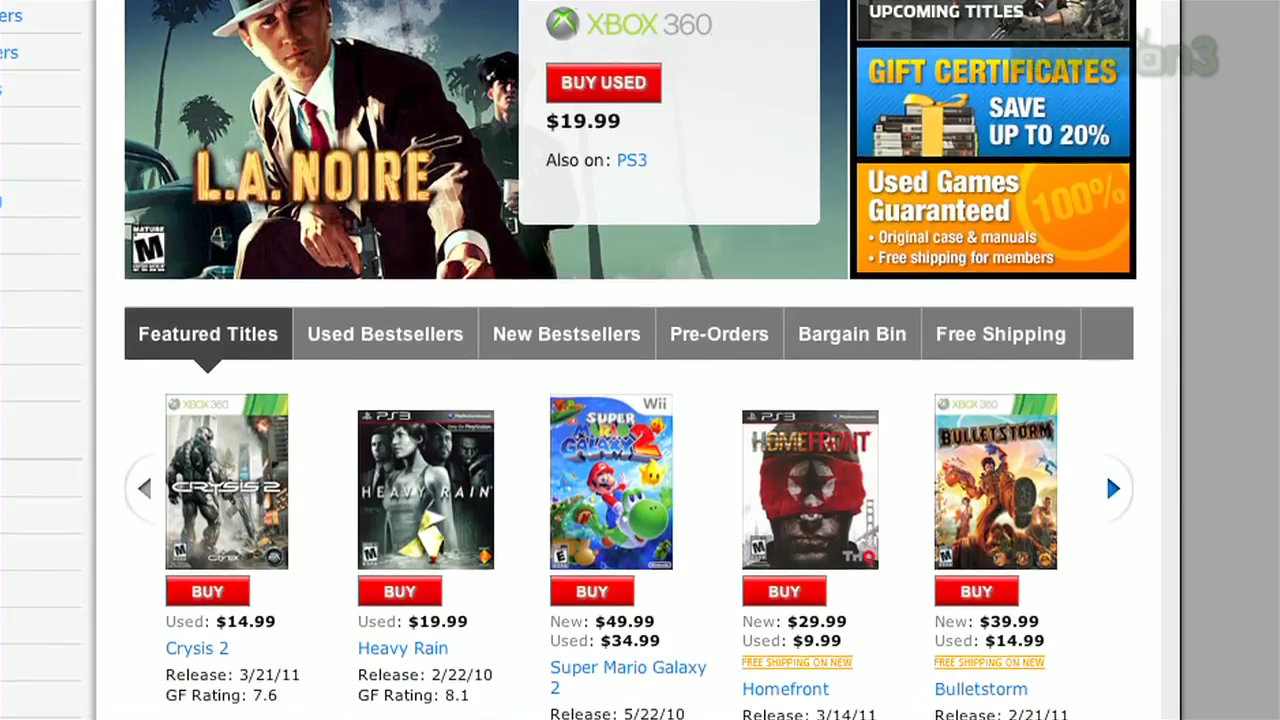 ers
ers
XBOX 360
BUY USED
$19.99
Also on: PS3
L.A. NOIRE
MATURE
M
UPCOMING TITLES
GIFT CERTIFICATES
SAVE
UP TO 20%
Used Games
Guaranteed
100%
• Original case & manuals
• Free shipping for members
Featured Titles
Used Bestsellers
New Bestsellers
Pre-Orders
Bargain Bin
Free Shipping
XBOX 360
CRYSIS 2
M
EA
BUY
Used: $14.99
Crysis 2
Release: 3/21/11
GF Rating: 7.6
PS3
HEAVY RAIN
M
BUY
Used: $19.99
Heavy Rain
Release: 2/22/10
GF Rating: 8.1
Wii
SUPER
MARIO
GALAXY 2
E
Nintendo
BUY
New: $49.99
Used: $34.99
Super Mario Galaxy
2
Release: 5/22/10
PS3
HOMEFRONT
M
THQ
BUY
New: $29.99
Used: $9.99
FREE SHIPPING ON NEW
Homefront
Release: 3/14/11
XBOX 360
BULLETSTORM
M
EA
BUY
New: $39.99
Used: $14.99
FREE SHIPPING ON NEW
Bulletstorm
Release: 2/21/11